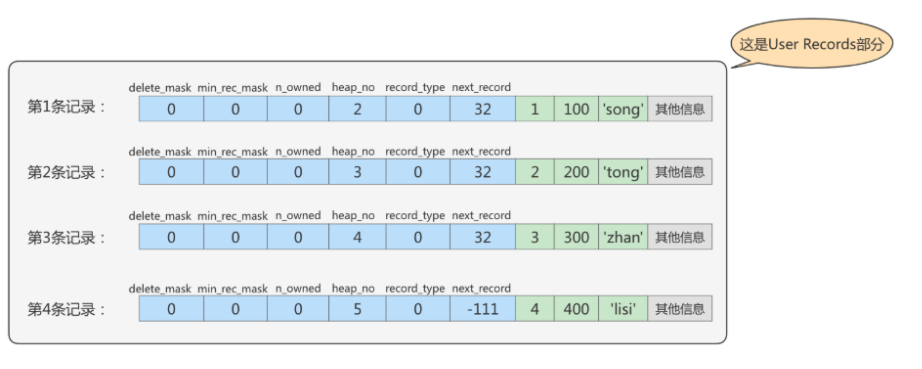 这是User Records部分
delete_mask min_rec_mask n_owned heap_no record_type next_record
第1条记录： 0 0 0 2 0 32 1 100 'song' 其他信息
delete_mask min_rec_mask n_owned heap_no record_type next_record
第2条记录： 0 0 0 3 0 32 2 200 'tong' 其他信息
delete_mask min_rec_mask n_owned heap_no record_type next_record
第3条记录： 0 0 0 4 0 32 3 300 'zhan' 其他信息
delete_mask min_rec_mask n_owned heap_no record_type next_record
第4条记录： 0 0 0 5 0 -111 4 400 'lisi' 其他信息